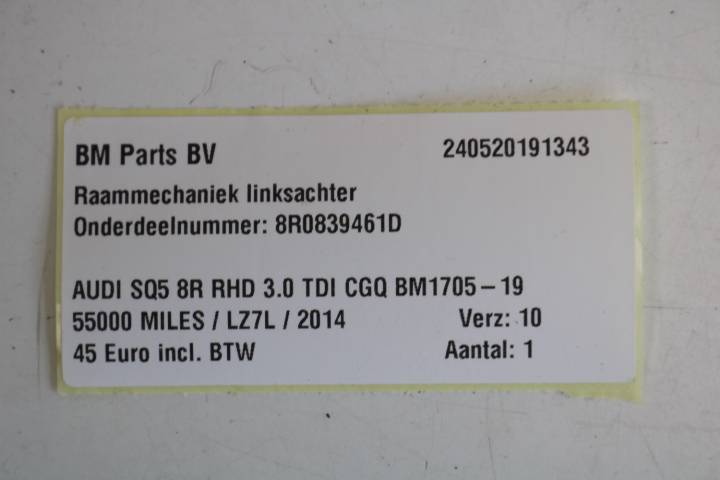 BM Parts BV 240520191343
Raammechaniek linksachter
Onderdeelnummer: 8R0839461D
AUDI SQ5 8R RHD 3.0 TDI CGQ BM1705-19
55000 MILES / LZ7L / 2014 Verz: 10
45 Euro incl. BTW Aantal: 1